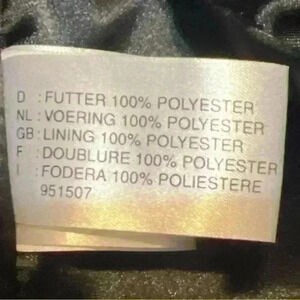 D : FUTTER 100% POLYESTER
NL : VOERING 100% POLYESTER
GB : LINING 100% POLYESTER
F : DOUBLURE 100% POLYESTER
I : FODERA 100% POLIESTERE
951507